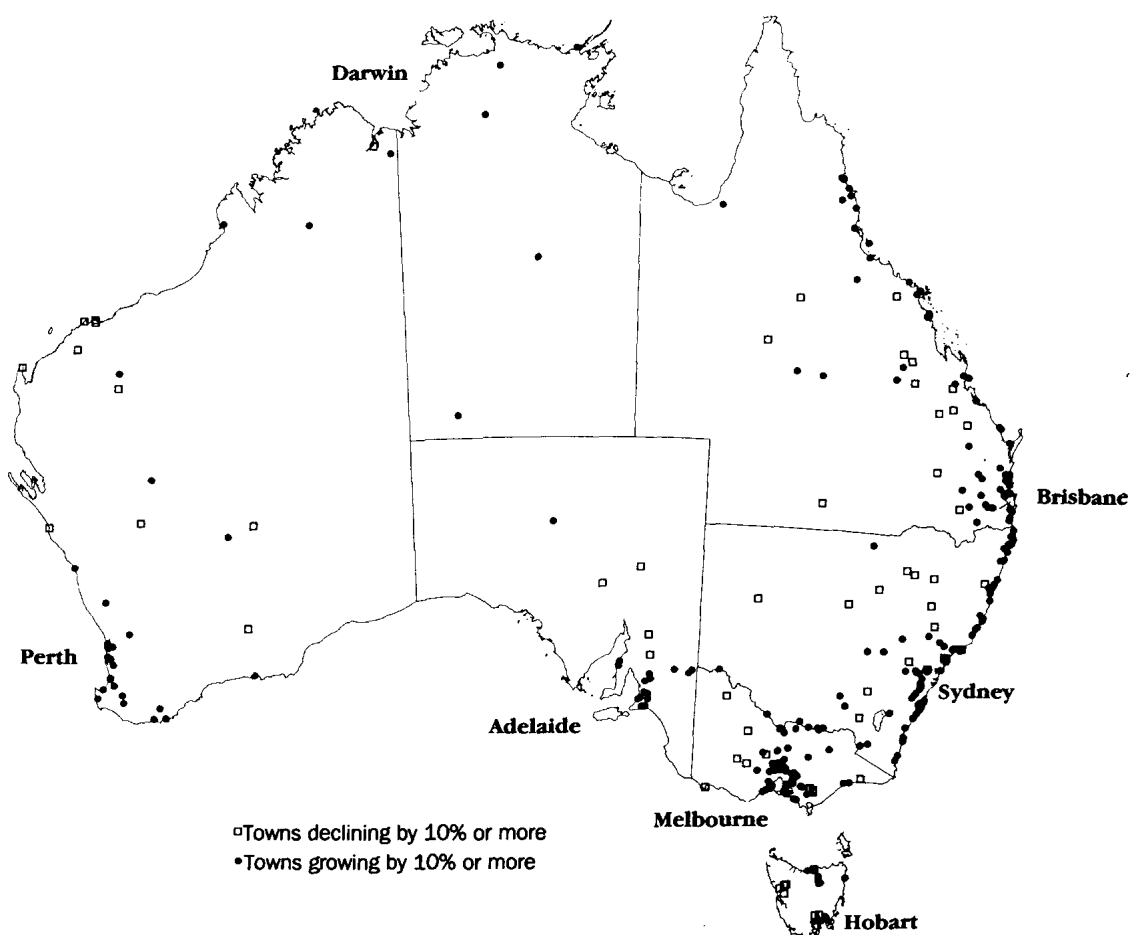 Darwin
Brisbane
Perth
Sydney
Adelaide
Melbourne
Towns declining by 10% or more
Towns growing by 10% or more
Hobart